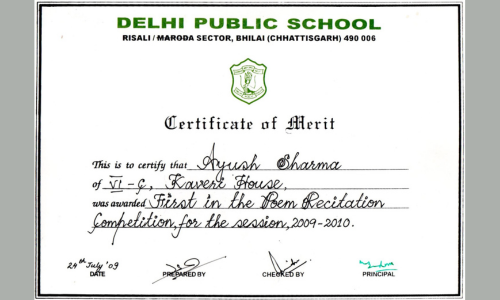 DELHI PUBLIC SCHOOL
RISALI / MARODA SECTOR, BHILAI (CHHATTISGARH) 490 006
Certificate of Merit
This is to certify that Ayush Sharma
of VI-C, Kaveri House,
was awarded First in the Poem Recitation
Competition, for the session, 2009-2010.
24th July '09
DATE PREPARED BY CHECKED BY PRINCIPAL